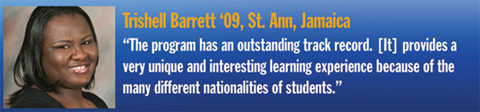 Trishell Barrett ‘09, St. Ann, Jamaica
“The program has an outstanding track record. [It] provides a
very unique and interesting learning experience because of the
many different nationalities of students.”